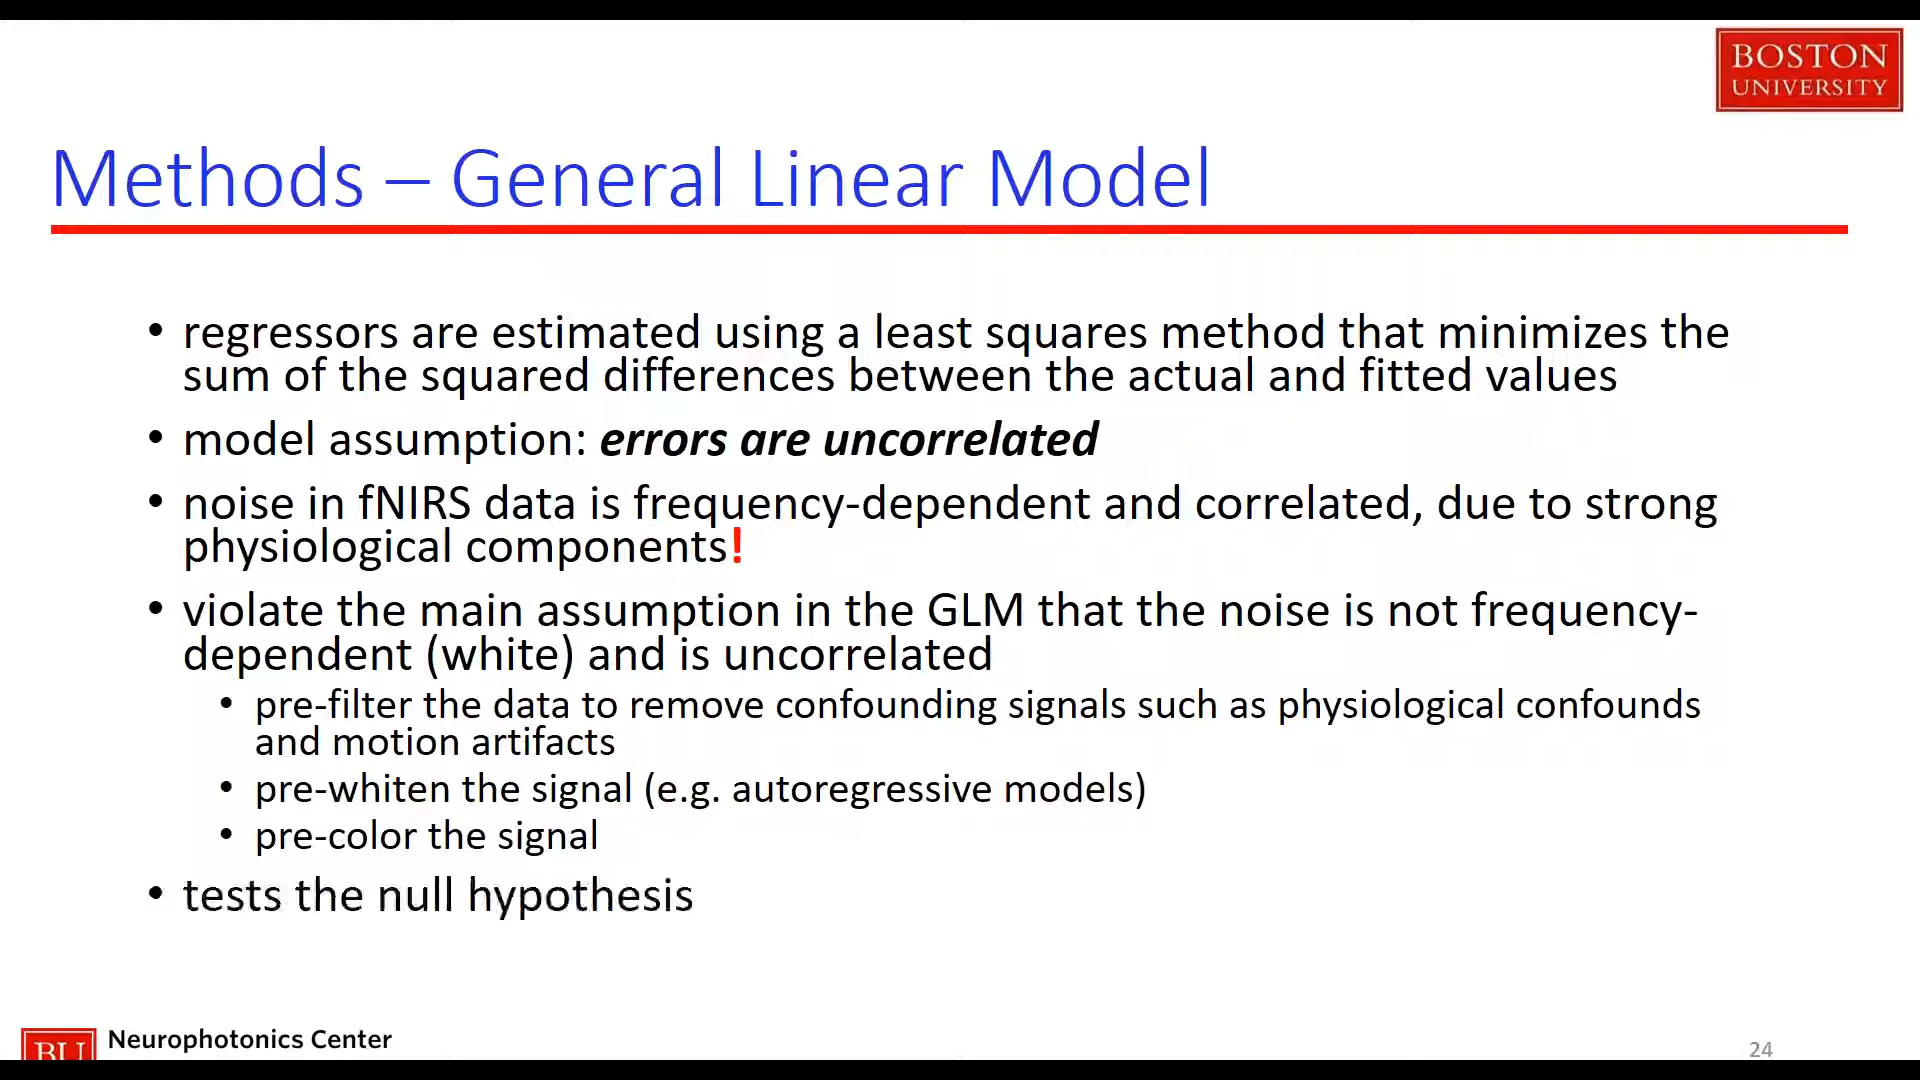 BOSTON
UNIVERSITY
Methods – General Linear Model
• regressors are estimated using a least squares method that minimizes the
sum of the squared differences between the actual and fitted values
• model assumption: errors are uncorrelated
• noise in fNIRS data is frequency-dependent and correlated, due to strong
physiological components!
• violate the main assumption in the GLM that the noise is not frequency-
dependent (white) and is uncorrelated
• pre-filter the data to remove confounding signals such as physiological confounds
and motion artifacts
• pre-whiten the signal (e.g. autoregressive models)
• pre-color the signal
• tests the null hypothesis
BU Neurophotonics Center
24